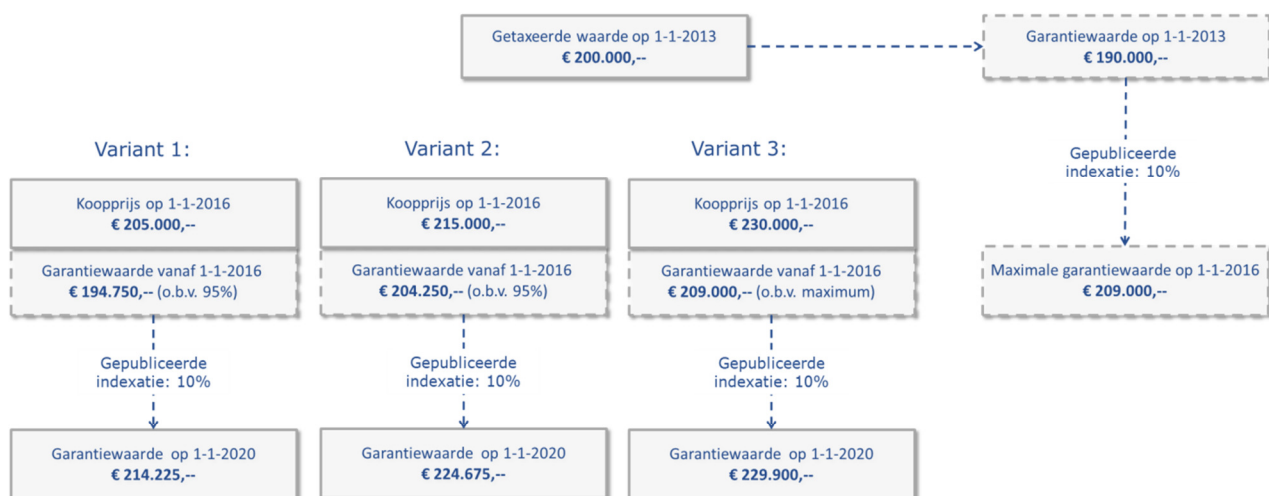 Getaxeerde waarde op 1-1-2013
€ 200.000,--
Garantiewaarde op 1-1-2013
€ 190.000,--
Gepubliceerde
indexatie: 10%
Maximale garantiewaarde op 1-1-2016
€ 209.000,--
Variant 1:
Koopprijs op 1-1-2016
€ 205.000,--
Garantiewaarde vanaf 1-1-2016
€ 194.750,-- (o.b.v. 95%)
Gepubliceerde
indexatie: 10%
Garantiewaarde op 1-1-2020
€ 214.225,--
Variant 2:
Koopprijs op 1-1-2016
€ 215.000,--
Garantiewaarde vanaf 1-1-2016
€ 204.250,-- (o.b.v. 95%)
Gepubliceerde
indexatie: 10%
Garantiewaarde op 1-1-2020
€ 224.675,--
Variant 3:
Koopprijs op 1-1-2016
€ 230.000,--
Garantiewaarde vanaf 1-1-2016
€ 209.000,-- (o.b.v. maximum)
Gepubliceerde
indexatie: 10%
Garantiewaarde op 1-1-2020
€ 229.900,--